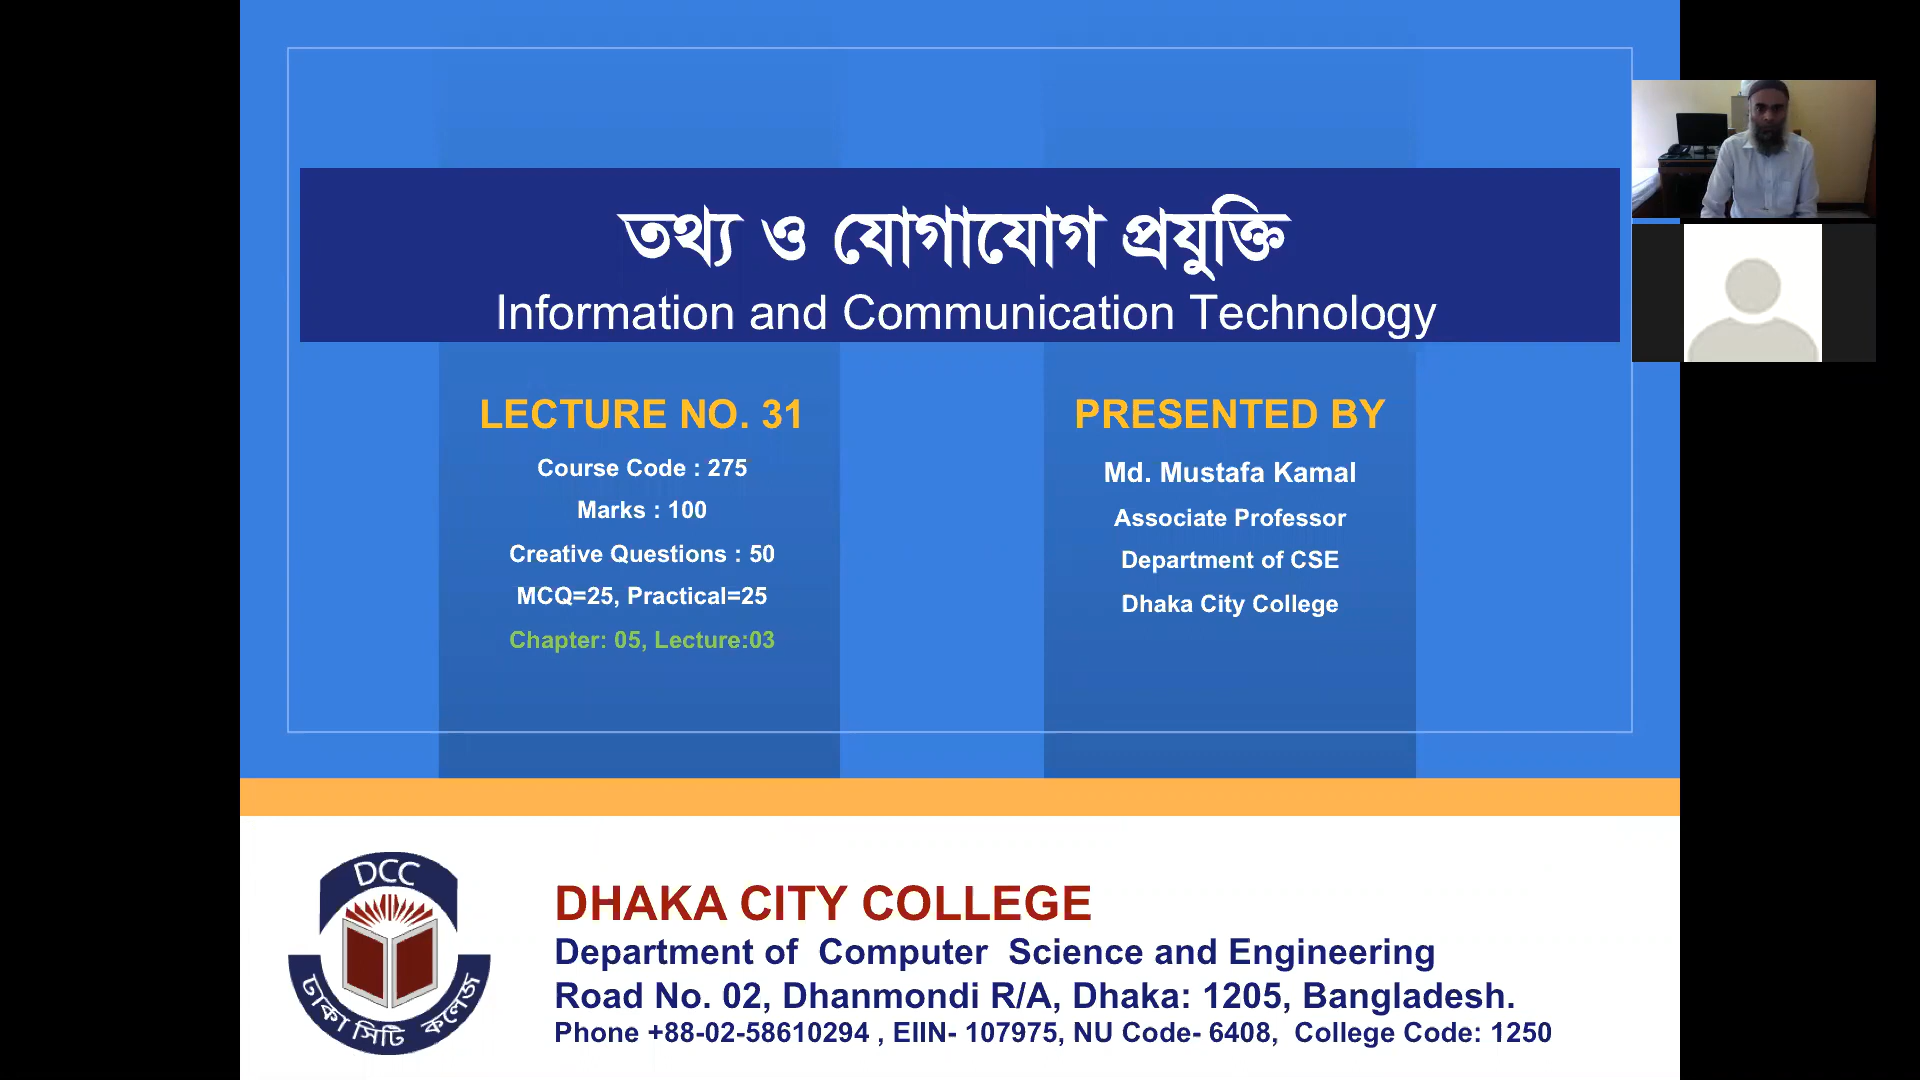 তথ্য ও যোগাযোগ প্রযুক্তি
Information and Communication Technology
LECTURE NO. 31
Course Code : 275
Marks : 100
Creative Questions : 50
MCQ=25, Practical=25
Chapter: 05, Lecture:03
PRESENTED BY
Md. Mustafa Kamal
Associate Professor
Department of CSE
Dhaka City College
DCC
ঢাকা সিটি কলেজ
DHAKA CITY COLLEGE
Department of Computer Science and Engineering
Road No. 02, Dhanmondi R/A, Dhaka: 1205, Bangladesh.
Phone +88-02-58610294 , EIIN- 107975, NU Code- 6408, College Code: 1250